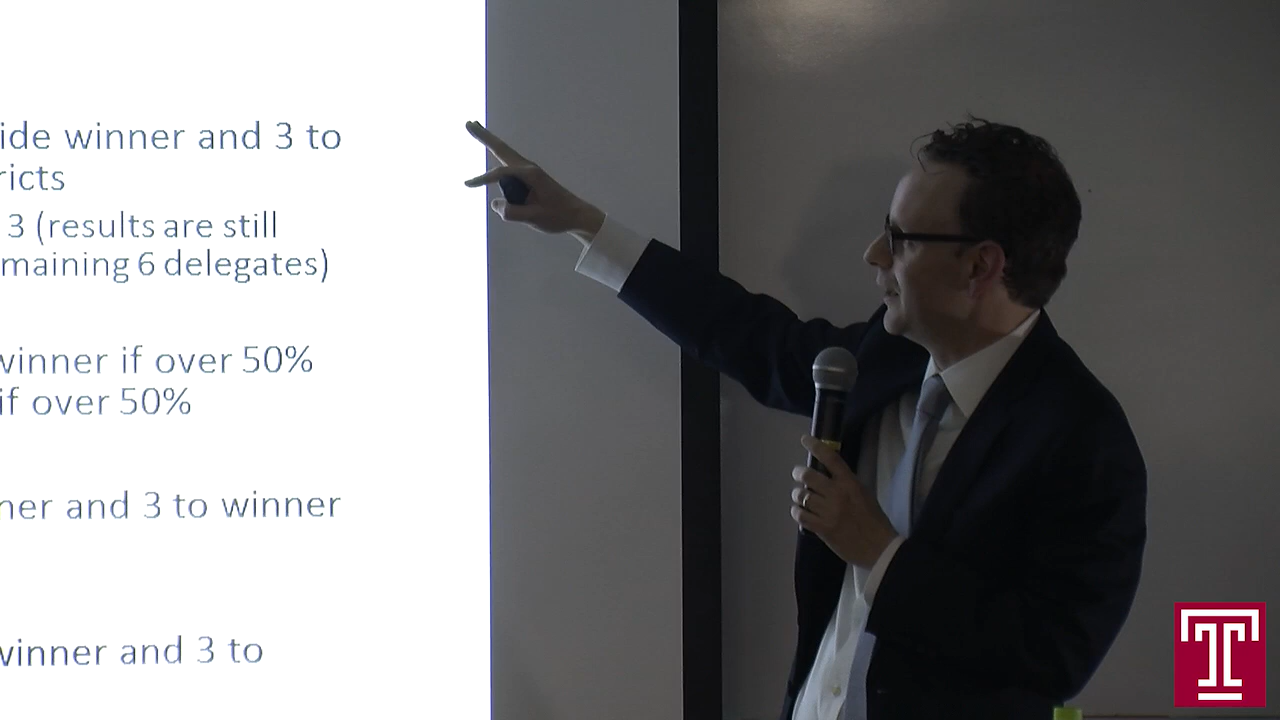 ide winner and 3 to
ricts
3 (results are still
maining 6 delegates)
winner if over 50%
if over 50%
ner and 3 to winner
winner and 3 to
T